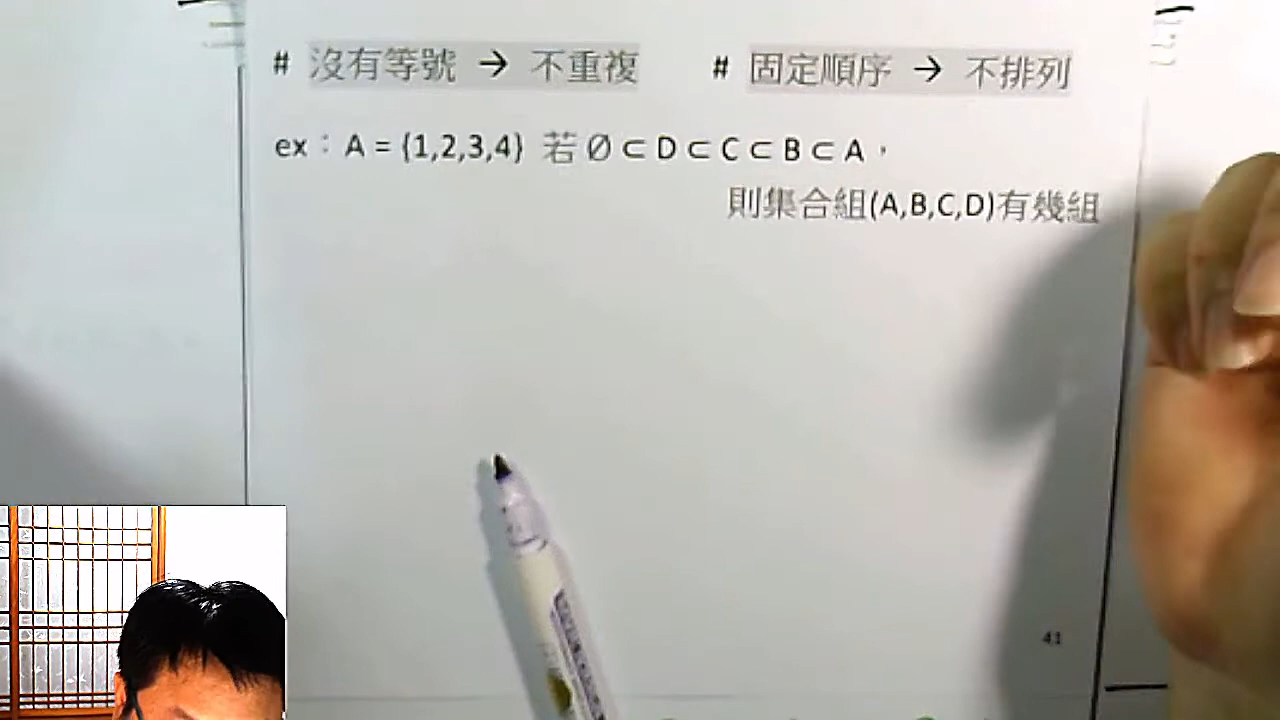 # 沒有等號 → 不重複 # 固定順序 → 不排列
ex：A = {1,2,3,4} 若 Ø ⊂ D ⊂ C ⊂ B ⊂ A，
則集合組(A,B,C,D)有幾組
41